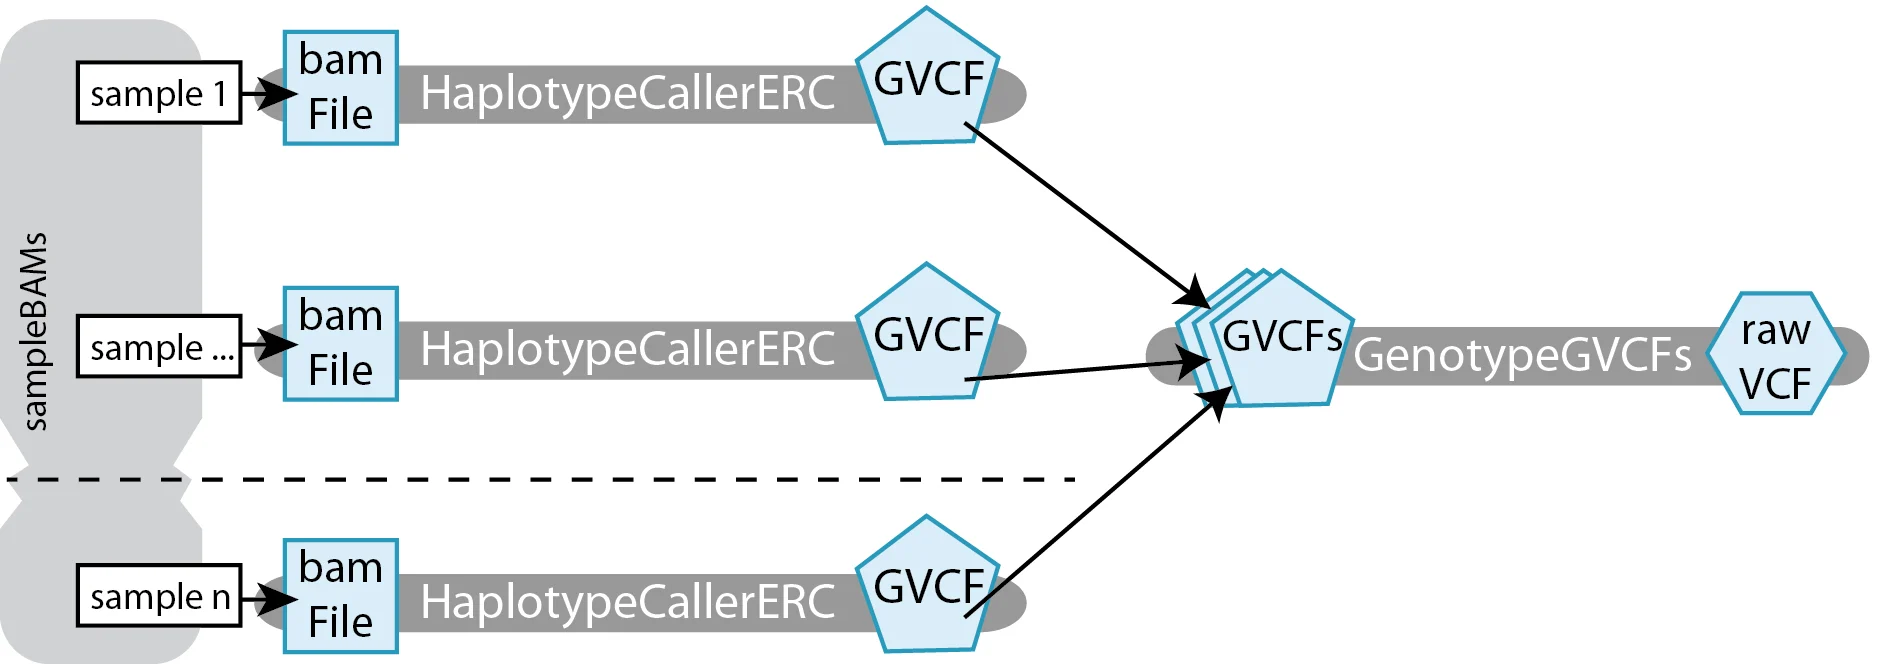 sampleBAMs
sample 1
bam
File
HaplotypeCallerERC
GVCF
sample ...
bam
File
HaplotypeCallerERC
GVCF
sample n
bam
File
HaplotypeCallerERC
GVCF
GVCFs
GenotypeGVCFs
raw
VCF